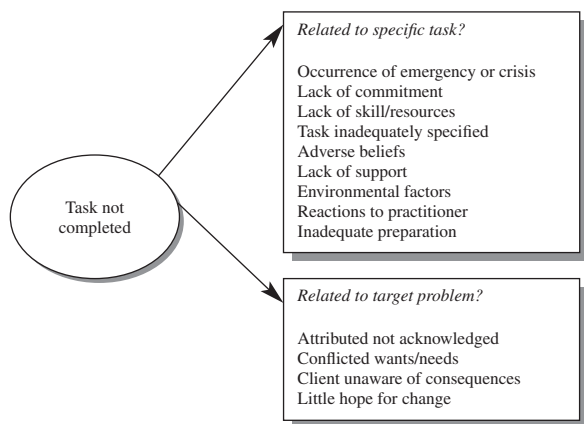 Task not
completed
Related to specific task?
Occurrence of emergency or crisis
Lack of commitment
Lack of skill/resources
Task inadequately specified
Adverse beliefs
Lack of support
Environmental factors
Reactions to practitioner
Inadequate preparation
Related to target problem?
Attributed not acknowledged
Conflicted wants/needs
Client unaware of consequences
Little hope for change